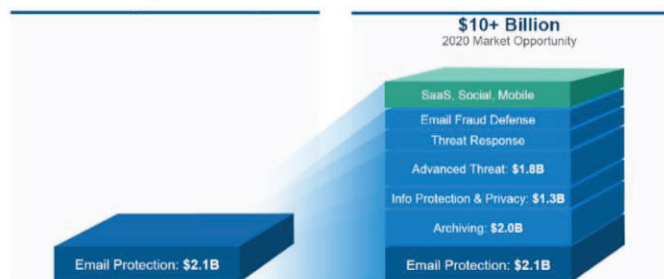 $10+ Billion
2020 Market Opportunity
SaaS, Social, Mobile
Email Fraud Defense
Threat Response
Advanced Threat: $1.8B
Info Protection & Privacy: $1.3B
Archiving: $2.0B
Email Protection: $2.1B
Email Protection: $2.1B